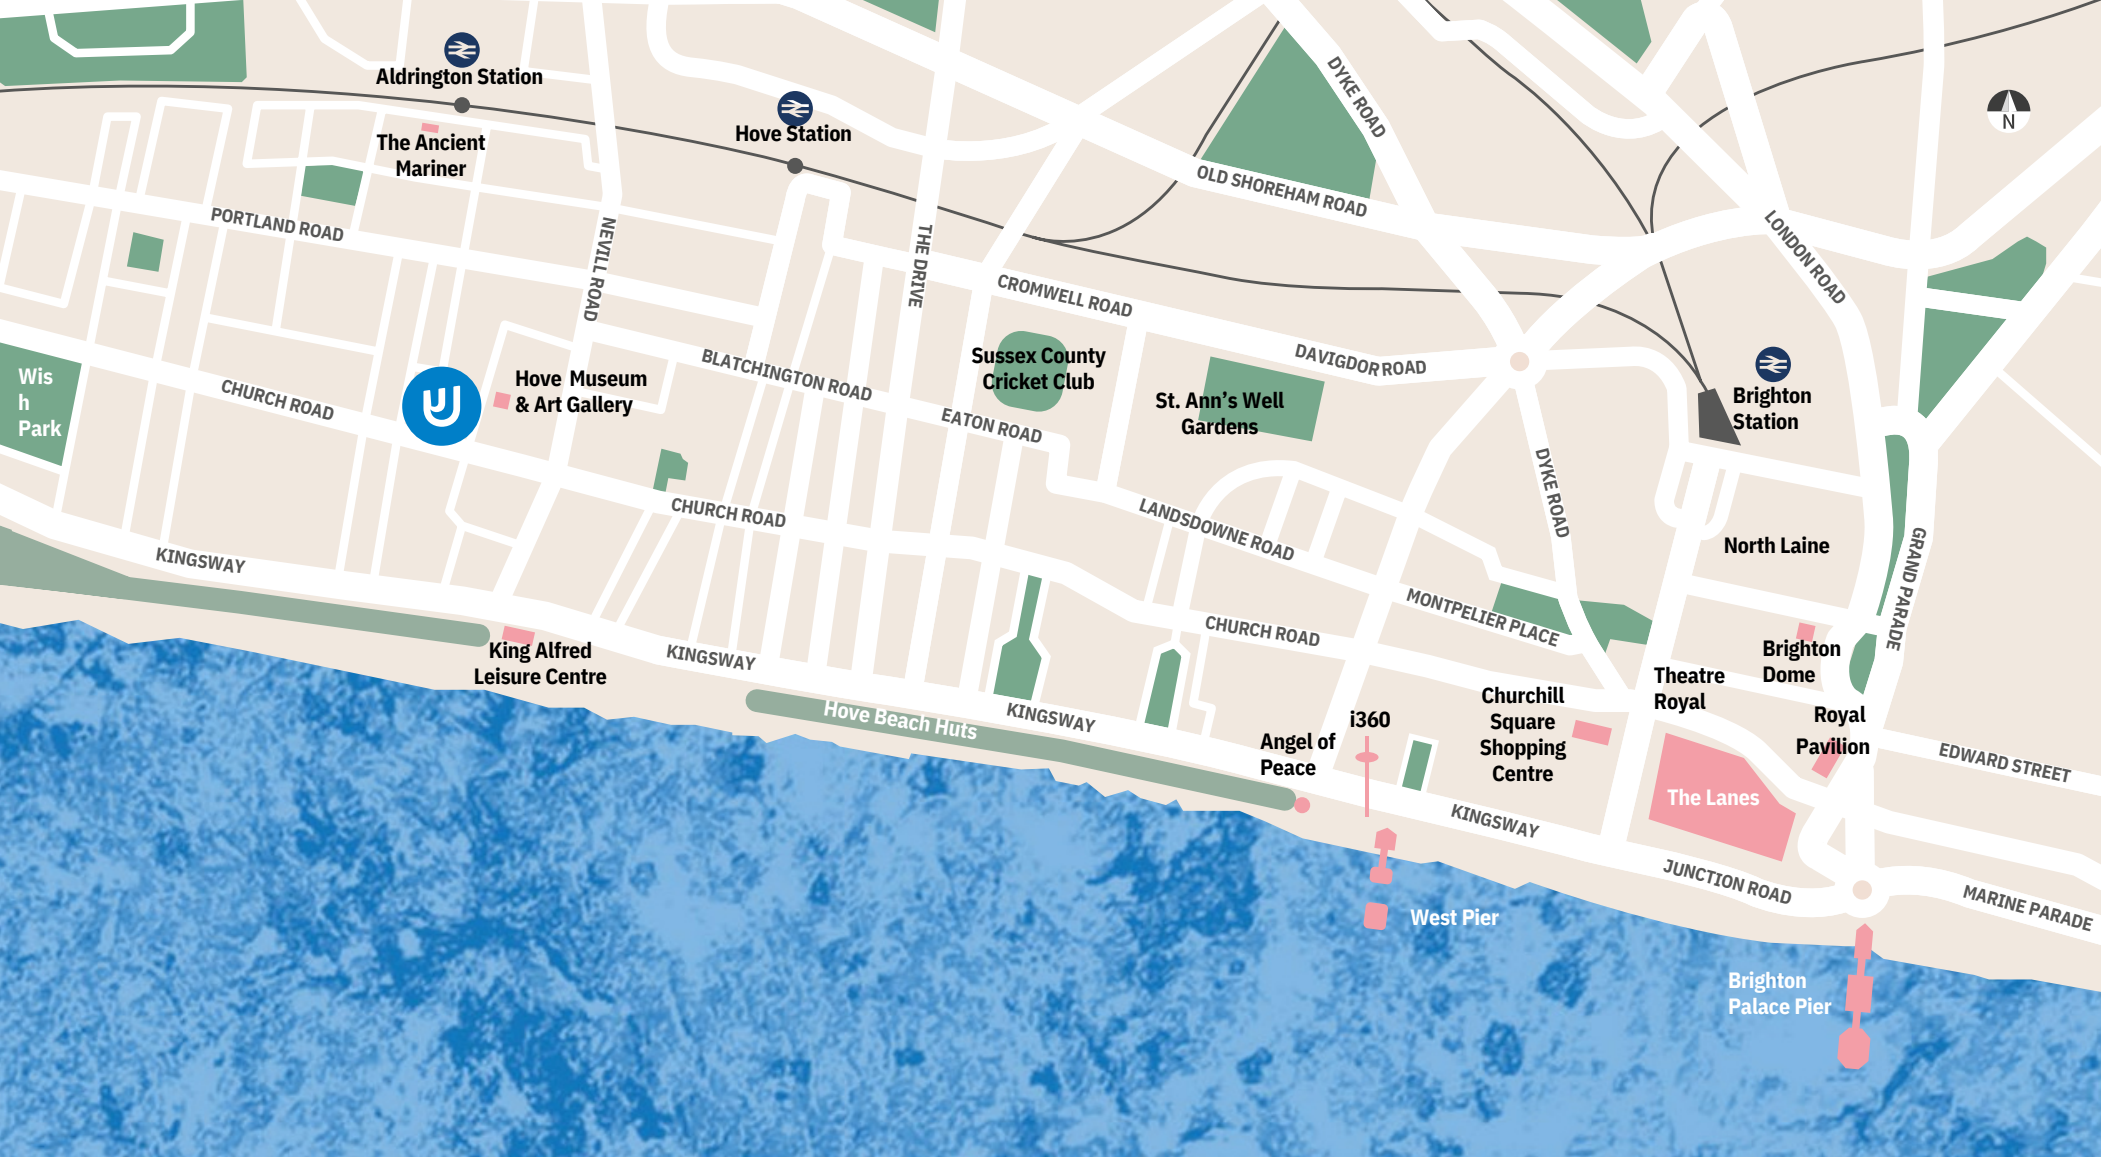 Aldrington Station
The Ancient
Mariner
Hove Station
DYKE ROAD
N
OLD SHOREHAM ROAD
PORTLAND ROAD
NEVILL ROAD
THE DRIVE
CROMWELL ROAD
LONDON ROAD
Wis
h
Park
CHURCH ROAD
Hove Museum
& Art Gallery
BLATCHINGTON ROAD
Sussex County
Cricket Club
EATON ROAD
St. Ann's Well
Gardens
DAVIGDOR ROAD
Brighton
Station
DYKE ROAD
CHURCH ROAD
LANDSDOWNE ROAD
North Laine
GRAND PARADE
KINGSWAY
MONTPELIER PLACE
CHURCH ROAD
King Alfred
Leisure Centre
KINGSWAY
Brighton
Dome
Theatre
Royal
Hove Beach Huts
KINGSWAY
Angel of
Peace
i360
Churchill
Square
Shopping
Centre
Royal
Pavilion
EDWARD STREET
The Lanes
KINGSWAY
JUNCTION ROAD
MARINE PARADE
West Pier
Brighton
Palace Pier